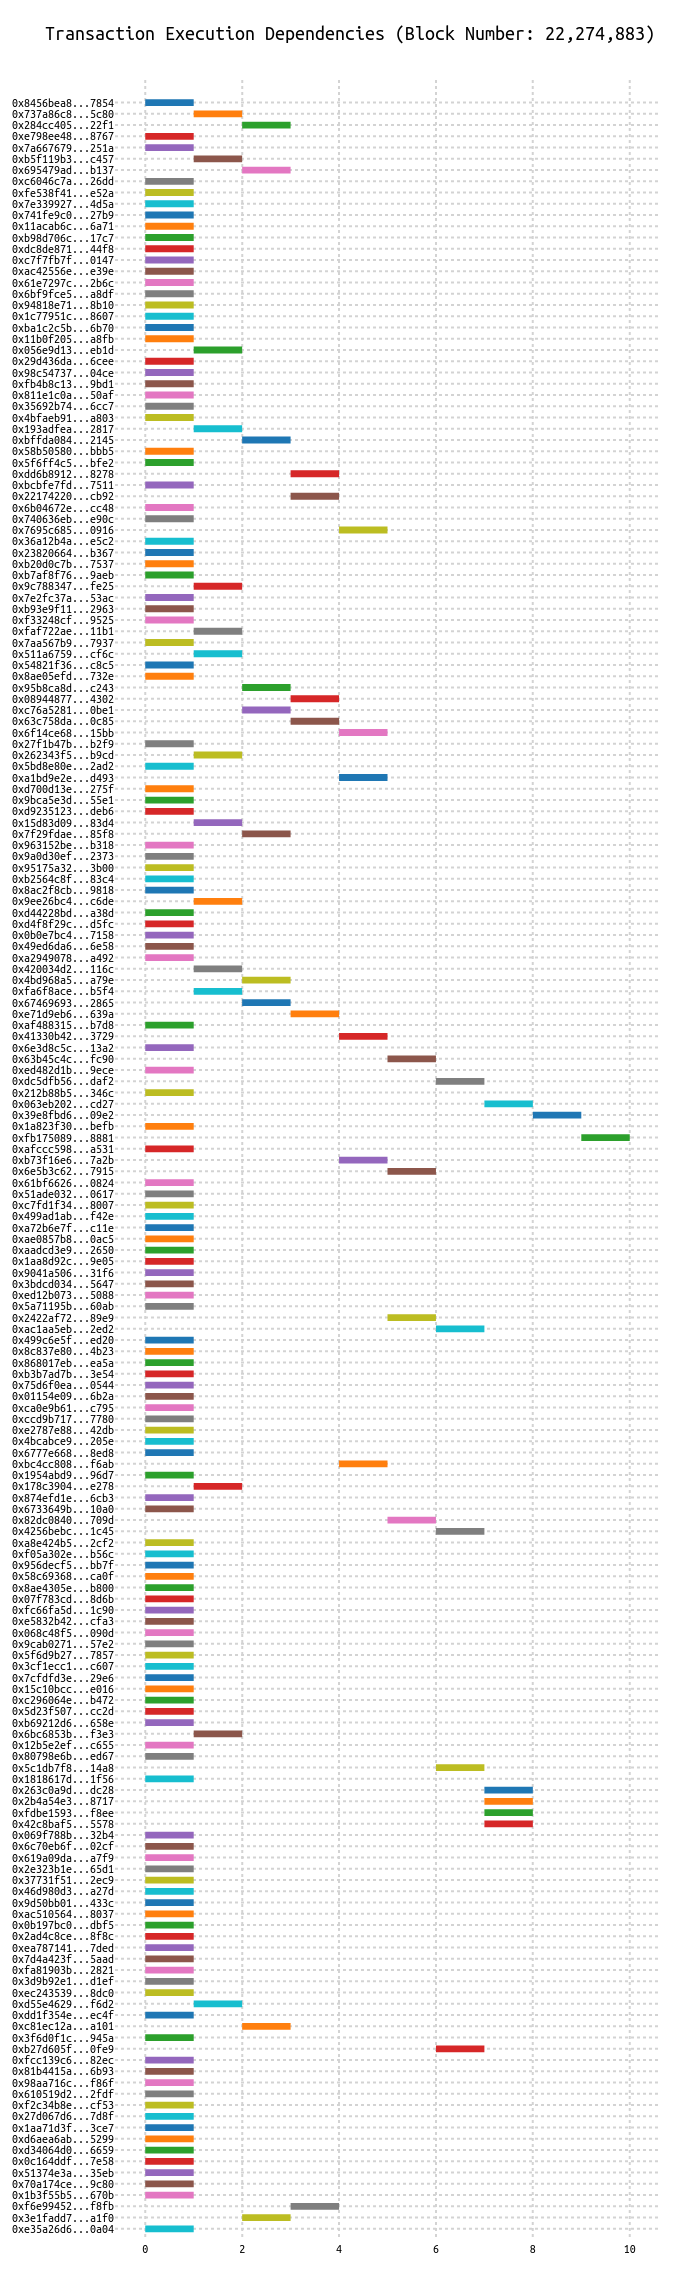 Transaction Execution Dependencies (Block Number: 22,274,883)
0x8456bea8...7854
0x737a86c8...5c80
0x284cc405...22f1
0xe798ee48...8767
0x7a667679...251a
0xb5f119b3...c457
0x695479ad...b137
0xc6046c7a...26dd
0xfe538f41...e52a
0x7e339927...4d5a
0x741fe9c0...27b9
0x11acab6c...6a71
0xb98d706c...17c7
0xdc8de871...44f8
0xc7f7fb7f...0147
0xac42556e...e39e
0x61e7297c...2b6c
0x6bf9fce5...a8df
0x94818e71...8b10
0x1c77951c...8607
0xba1c2c5b...6b70
0x11b0f205...a8fb
0x056e9d13...eb1d
0x29d436da...6cee
0x98c54737...04ce
0xfb4b8c13...9bd1
0x811e1c0a...50af
0x35692b74...6cc7
0x4bfaeb91...a803
0x193adfea...2817
0xbffda084...2145
0x58b50580...bbb5
0x5f6ff4c5...bfe2
0xdd6b8912...8278
0xbcbfe7fd...7511
0x22174220...cb92
0x6b04672e...cc48
0x740636eb...e90c
0x7695c685...0916
0x36a12b4a...e5c2
0x23820664...b367
0xb20d0c7b...7537
0xb7af8f76...9aeb
0x9c788347...fe25
0x7e2fc37a...53ac
0xb93e9f11...2963
0xf33248cf...9525
0xfaf722ae...11b1
0x7aa567b9...7937
0x511a6759...cf6c
0x54821f36...c8c5
0x8ae05efd...732e
0x95b8ca8d...c243
0x08944877...4302
0xc76a5281...0be1
0x63c758da...0c85
0x6f14ce68...15bb
0x27f1b47b...b2f9
0x262343f5...b9cd
0x5bd8e80e...2ad2
0xa1bd9e2e...d493
0xd700d13e...275f
0x9bca5e3d...55e1
0xd9235123...deb6
0x15d83d09...83d4
0x7f29fdae...85f8
0x963152be...b318
0x9a0d30ef...2373
0x95175a32...3b00
0xb2564c8f...83c4
0x8ac2f8cb...9818
0x9ee26bc4...c6de
0xd44228bd...a38d
0xd4f8f29c...d5fc
0x0b0e7bc4...7158
0x49ed6da6...6e58
0xa2949078...a492
0x420034d2...116c
0x4bd968a5...a79e
0xfa6f8ace...b5f4
0x67469693...2865
0xe71d9eb6...639a
0xaf488315...b7d8
0x41330b42...3729
0x6e3d8c5c...13a2
0x63b45c4c...fc90
0xed482d1b...9ece
0xdc5dfb56...daf2
0x212b88b5...346c
0x063eb202...cd27
0x39e8fbd6...09e2
0x1a823f30...befb
0xfb175089...8881
0xafccc598...a531
0xb73f16e6...7a2b
0x6e5b3c62...7915
0x61bf6626...0824
0x51ade032...0617
0xc7fd1f34...8007
0x499ad1ab...f42e
0xa72b6e7f...c11e
0xae0857b8...0ac5
0xaadcd3e9...2650
0x1aa8d92c...9e05
0x9041a506...31f6
0x3bdcd034...5647
0xed12b073...5088
0x5a71195b...60ab
0x2422af72...89e9
0xac1aa5eb...2ed2
0x499c6e5f...ed20
0x8c837e80...4b23
0x868017eb...ea5a
0xb3b7ad7b...3e54
0x75d6f0ea...0544
0x01154e09...6b2a
0xca0e9b61...c795
0xccd9b717...7780
0xe2787e88...42db
0x4bcabce9...205e
0x6777e668...8ed8
0xbc4cc808...f6ab
0x1954abd9...96d7
0x178c3904...e278
0x874efd1e...6cb3
0x6733649b...10a0
0x82dc0840...709d
0x4256bebc...1c45
0xa8e424b5...2cf2
0xf05a302e...b56c
0x956decf5...bb7f
0x58c69368...ca0f
0x8ae4305e...b800
0x07f783cd...8d6b
0xfc66fa5d...1c90
0xe5832b42...cfa3
0x068c48f5...090d
0x9cab0271...57e2
0x5f6d9b27...7857
0x3cf1ecc1...c607
0x7cfdfd3e...29e6
0x15c10bcc...e016
0xc296064e...b472
0x5d23f507...cc2d
0xb69212d6...658e
0x6bc6853b...f3e3
0x12b5e2ef...c655
0x80798e6b...ed67
0x5c1db7f8...14a8
0x1818617d...1f56
0x263c0a9d...dc28
0x2b4a54e3...8717
0xfdbe1593...f8ee
0x42c8baf5...5578
0x069f788b...32b4
0x6c70eb6f...02cf
0x619a09da...a7f9
0x2e323b1e...65d1
0x37731f51...2ec9
0x46d980d3...a27d
0x9d50bb01...433c
0xac510564...8037
0x0b197bc0...dbf5
0x2ad4c8ce...8f8c
0xea787141...7ded
0x7d4a423f...5aad
0xfa81903b...2821
0x3d9b92e1...d1ef
0xec243539...8dc0
0xd55e4629...f6d2
0xdd1f354e...ec4f
0xc81ec12a...a101
0x3f6d0f1c...945a
0xb27d605f...0fe9
0xfcc139c6...82ec
0x81b4415a...6b93
0x98aa716c...f86f
0x610519d2...2fdf
0xf2c34b8e...cf53
0x27d067d6...7d8f
0x1aa71d3f...3ce7
0xd6aea6ab...5299
0xd34064d0...6659
0x0c164ddf...7e58
0x51374e3a...35eb
0x70a174ce...9c80
0x1b3f55b5...670b
0xf6e99452...f8fb
0x3e1fadd7...a1f0
0xe35a26d6...0a04
0 2 4 6 8 10